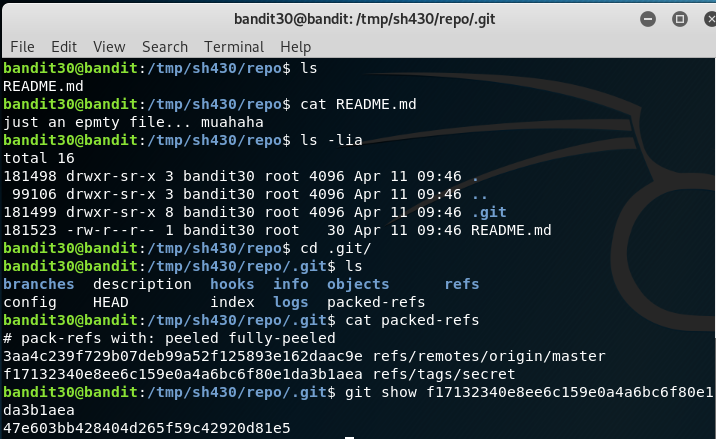 bandit30@bandit: /tmp/sh430/repo/.git
File Edit View Search Terminal Help
bandit30@bandit:/tmp/sh430/repo$ ls
README.md
bandit30@bandit:/tmp/sh430/repo$ cat README.md
just an epmty file... muahaha
bandit30@bandit:/tmp/sh430/repo$ ls -lia
total 16
181498 drwxr-sr-x 3 bandit30 root 4096 Apr 11 09:46 .
 99106 drwxr-sr-x 3 bandit30 root 4096 Apr 11 09:46 ..
181499 drwxr-sr-x 8 bandit30 root 4096 Apr 11 09:46 .git
181523 -rw-r--r-- 1 bandit30 root   30 Apr 11 09:46 README.md
bandit30@bandit:/tmp/sh430/repo$ cd .git/
bandit30@bandit:/tmp/sh430/repo/.git$ ls
branches  description  hooks  info  objects      refs
config    HEAD         index  logs  packed-refs
bandit30@bandit:/tmp/sh430/repo/.git$ cat packed-refs
# pack-refs with: peeled fully-peeled
3aa4c239f729b07deb99a52f125893e162daac9e refs/remotes/origin/master
f17132340e8ee6c159e0a4a6bc6f80e1da3b1aea refs/tags/secret
bandit30@bandit:/tmp/sh430/repo/.git$ git show f17132340e8ee6c159e0a4a6bc6f80e1
da3b1aea
47e603bb428404d265f59c42920d81e5